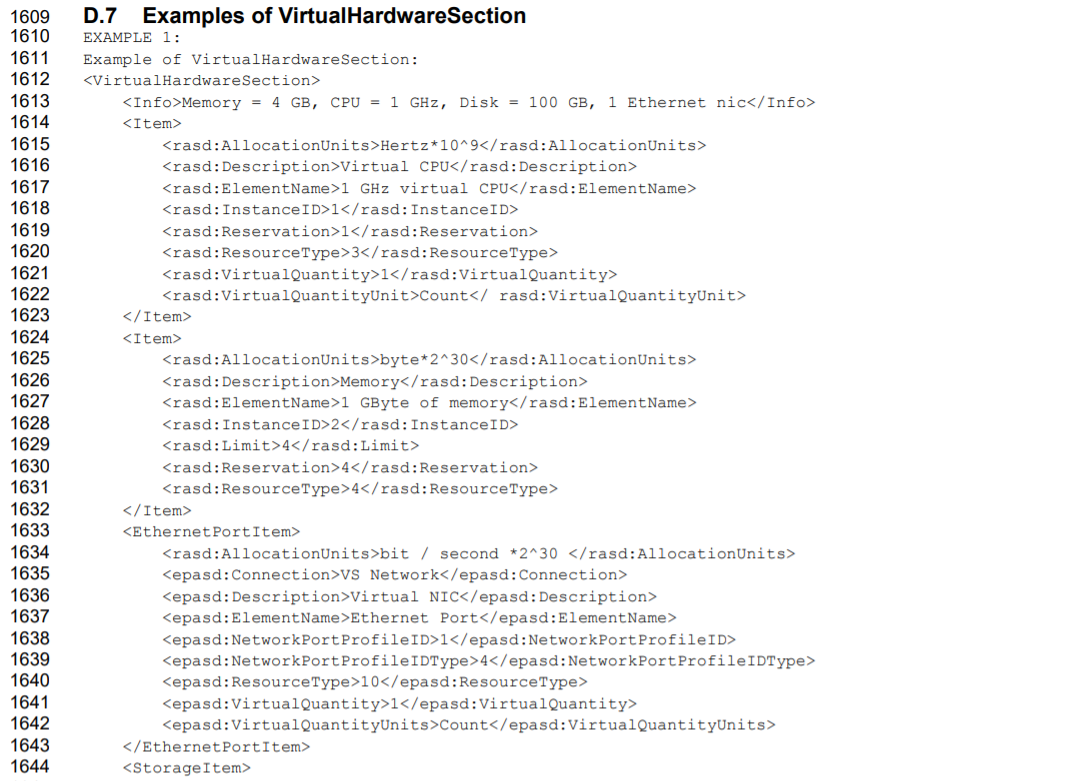 1609 D.7 Examples of VirtualHardwareSection
1610 EXAMPLE 1:
1611 Example of VirtualHardwareSection:
1612 <VirtualHardwareSection>
1613 <Info>Memory = 4 GB, CPU = 1 GHz, Disk = 100 GB, 1 Ethernet nic</Info>
1614 <Item>
1615 <rasd:AllocationUnits>Hertz*10^9</rasd:AllocationUnits>
1616 <rasd:Description>Virtual CPU</rasd:Description>
1617 <rasd:ElementName>1 GHz virtual CPU</rasd:ElementName>
1618 <rasd:InstanceID>1</rasd:InstanceID>
1619 <rasd:Reservation>1</rasd:Reservation>
1620 <rasd:ResourceType>3</rasd:ResourceType>
1621 <rasd:VirtualQuantity>1</rasd:VirtualQuantity>
1622 <rasd:VirtualQuantityUnit>Count</ rasd:VirtualQuantityUnit>
1623 </Item>
1624 <Item>
1625 <rasd:AllocationUnits>byte*2^30</rasd:AllocationUnits>
1626 <rasd:Description>Memory</rasd:Description>
1627 <rasd:ElementName>1 GByte of memory</rasd:ElementName>
1628 <rasd:InstanceID>2</rasd:InstanceID>
1629 <rasd:Limit>4</rasd:Limit>
1630 <rasd:Reservation>4</rasd:Reservation>
1631 <rasd:ResourceType>4</rasd:ResourceType>
1632 </Item>
1633 <EthernetPortItem>
1634 <rasd:AllocationUnits>bit / second *2^30 </rasd:AllocationUnits>
1635 <epasd:Connection>VS Network</epasd:Connection>
1636 <epasd:Description>Virtual NIC</epasd:Description>
1637 <epasd:ElementName>Ethernet Port</epasd:ElementName>
1638 <epasd:NetworkPortProfileID>1</epasd:NetworkPortProfileID>
1639 <epasd:NetworkPortProfileIDType>4</epasd:NetworkPortProfileIDType>
1640 <epasd:ResourceType>10</epasd:ResourceType>
1641 <epasd:VirtualQuantity>1</epasd:VirtualQuantity>
1642 <epasd:VirtualQuantityUnits>Count</epasd:VirtualQuantityUnits>
1643 </EthernetPortItem>
1644 <StorageItem>